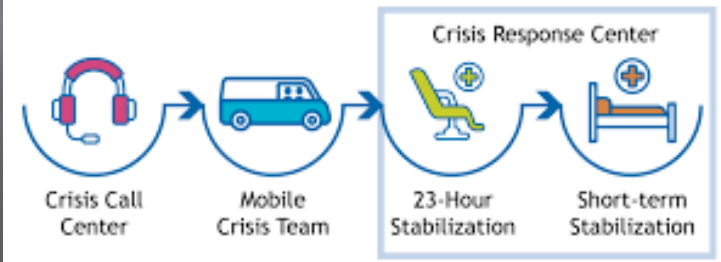 Crisis Response Center
Crisis Call
Center
Mobile
Crisis Team
23-Hour
Stabilization
Short-term
Stabilization